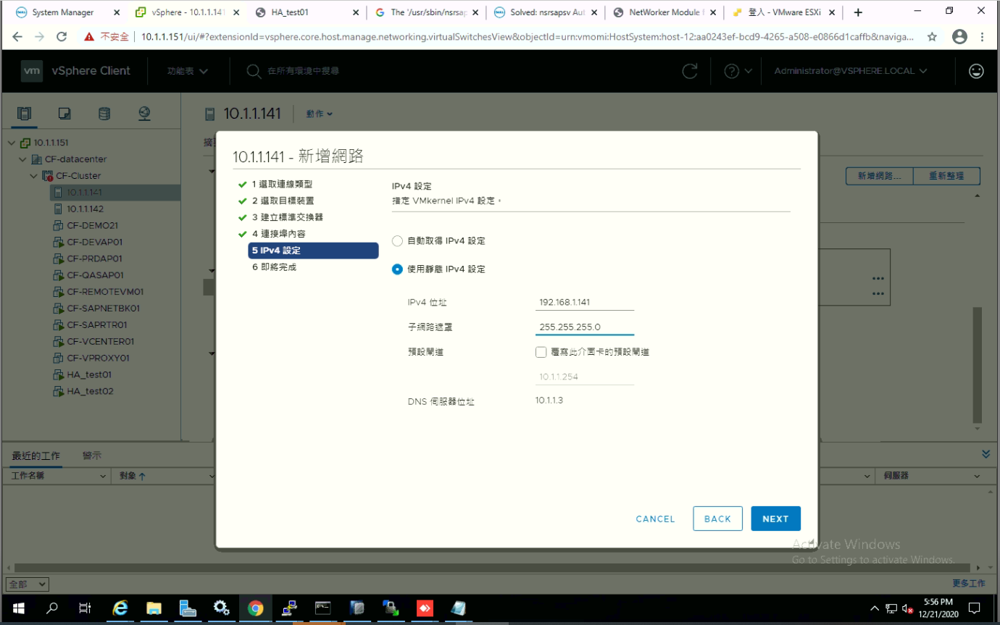 System Manager
vSphere - 10.1.1.141
HA_test01
The '/usr/sbin/nsrsap
Solved: nsrsapsv Aut
NetWorker Module f
登入 - VMware ESXi
不安全
10.1.1.151/ui/#?extensionId=vsphere.core.host.manage.networking.virtualSwitchesView&objectId=urn:vmomi:HostSystem:host-12:aa0243ef-bcd9-4265-a508-e0866d1caffb&naviga...
vm vSphere Client
功能表
在所有環境中搜尋
Administrator@VSPHERE.LOCAL
10.1.1.141
動作
10.1.1.151
CF-datacenter
CF-Cluster
10.1.1.141
10.1.1.142
CF-DEMO21
CF-DEVAP01
CF-PRDAP01
CF-QASAP01
CF-REMOTEVM01
CF-SAPNETBK01
CF-SAPRTR01
CF-VCENTER01
CF-VPROXY01
HA_test01
HA_test02
新增網路...
重新整理
10.1.1.141 - 新增網路
1 選取連線類型
2 選取目標裝置
3 建立標準交換器
4 連接埠內容
5 IPv4 設定
6 即將完成
IPv4 設定
指定 VMkernel IPv4 設定。
自動取得 IPv4 設定
使用靜態 IPv4 設定
IPv4 位址
192.168.1.141
子網路遮罩
255.255.255.0
預設閘道
覆寫此介面卡的預設閘道
10.1.1.254
DNS 伺服器位址
10.1.1.3
CANCEL
BACK
NEXT
最近的工作
警示
工作名稱
對象
伺服器
Activate Windows
Go to Settings to activate Windows.
全部
更多工作
5:56 PM
12/21/2020